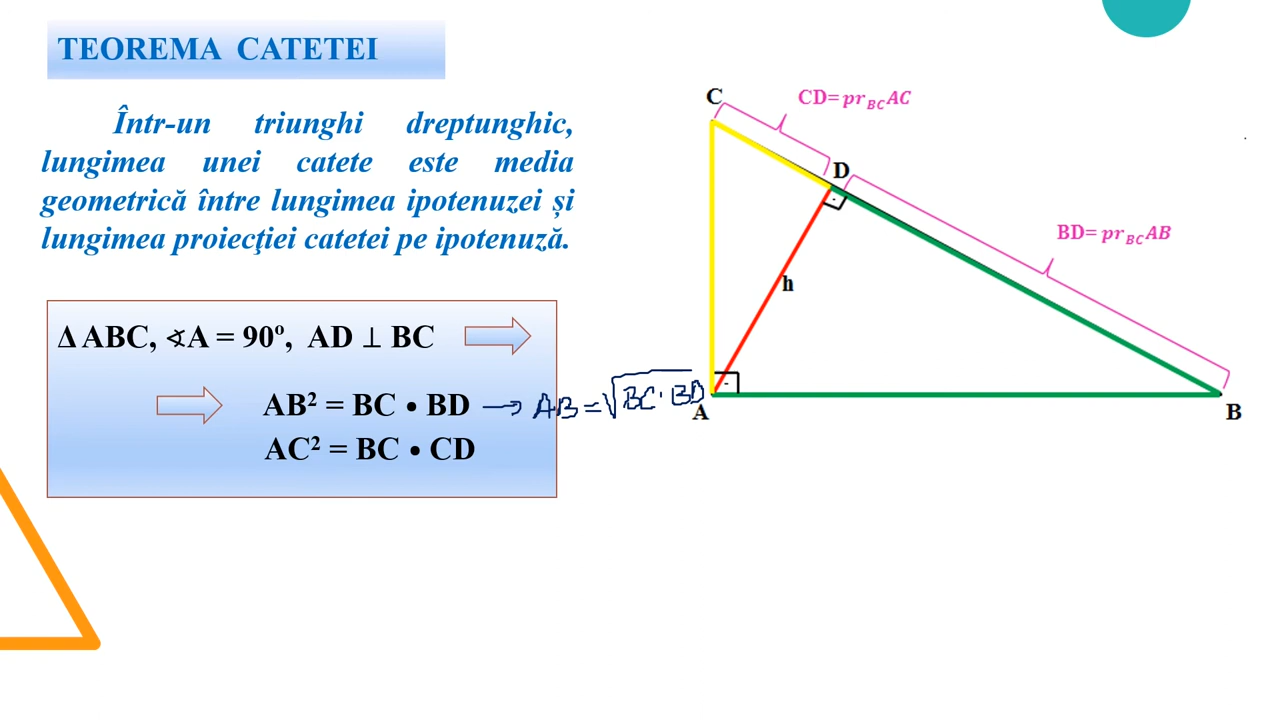 TEOREMA CATETEI
Într-un triunghi dreptunghic,
lungimea unei catete este media
geometrică între lungimea ipotenuzei și
lungimea proiecţiei catetei pe ipotenuză.
Δ ABC, ∢A = 90º, AD ⊥ BC
AB² = BC • BD → AB = √BC · BD
AC² = BC • CD
C
CD= pr_BC AC
D
BD= pr_BC AB
h
A
B